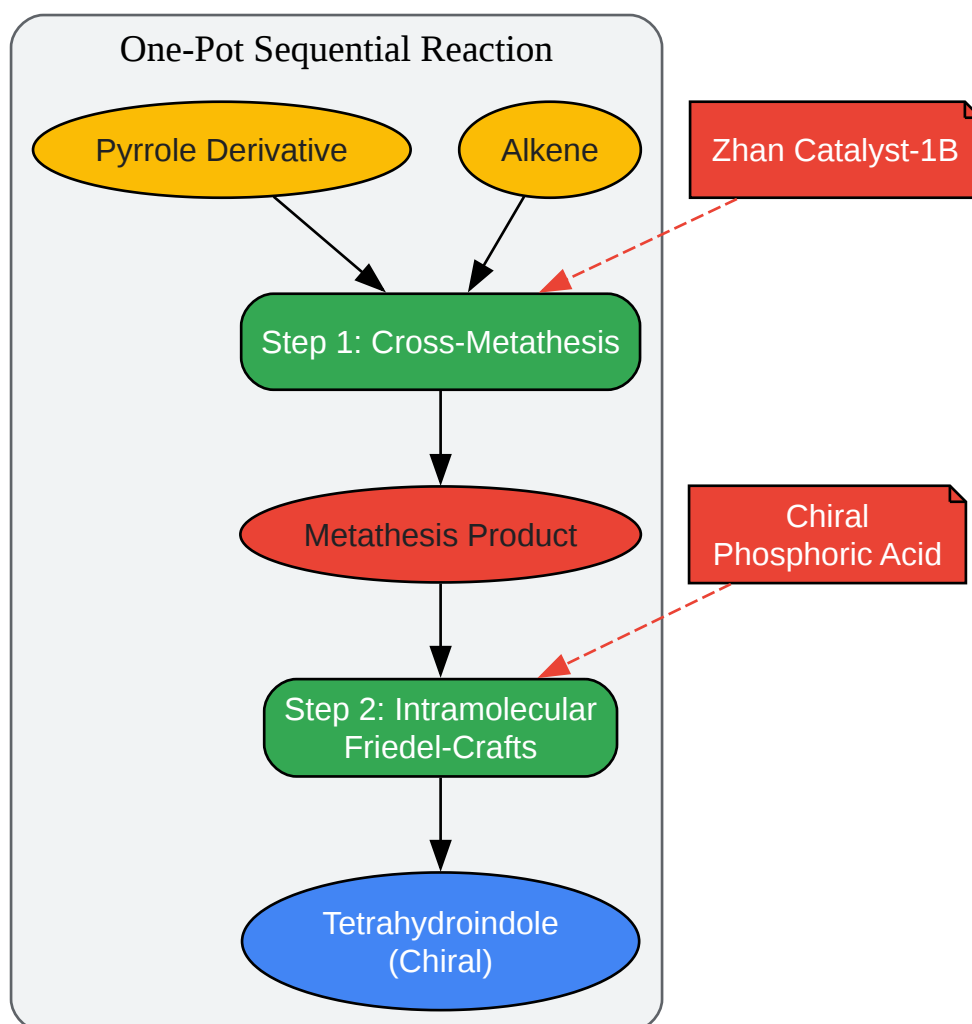 One-Pot Sequential Reaction
Pyrrole Derivative
Alkene
Zhan Catalyst-1B
Step 1: Cross-Metathesis
Metathesis Product
Chiral
Phosphoric Acid
Step 2: Intramolecular
Friedel-Crafts
Tetrahydroindole
(Chiral)